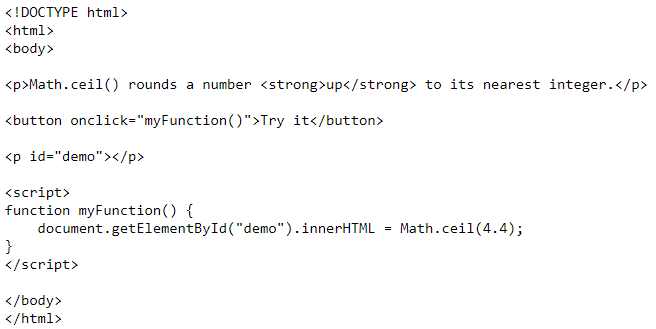 <!DOCTYPE html>
<html>
<body>
<p>Math.ceil() rounds a number <strong>up</strong> to its nearest integer.</p>
<button onclick="myFunction()">Try it</button>
<p id="demo"></p>
<script>
function myFunction() {
    document.getElementById("demo").innerHTML = Math.ceil(4.4);
}
</script>
</body>
</html>